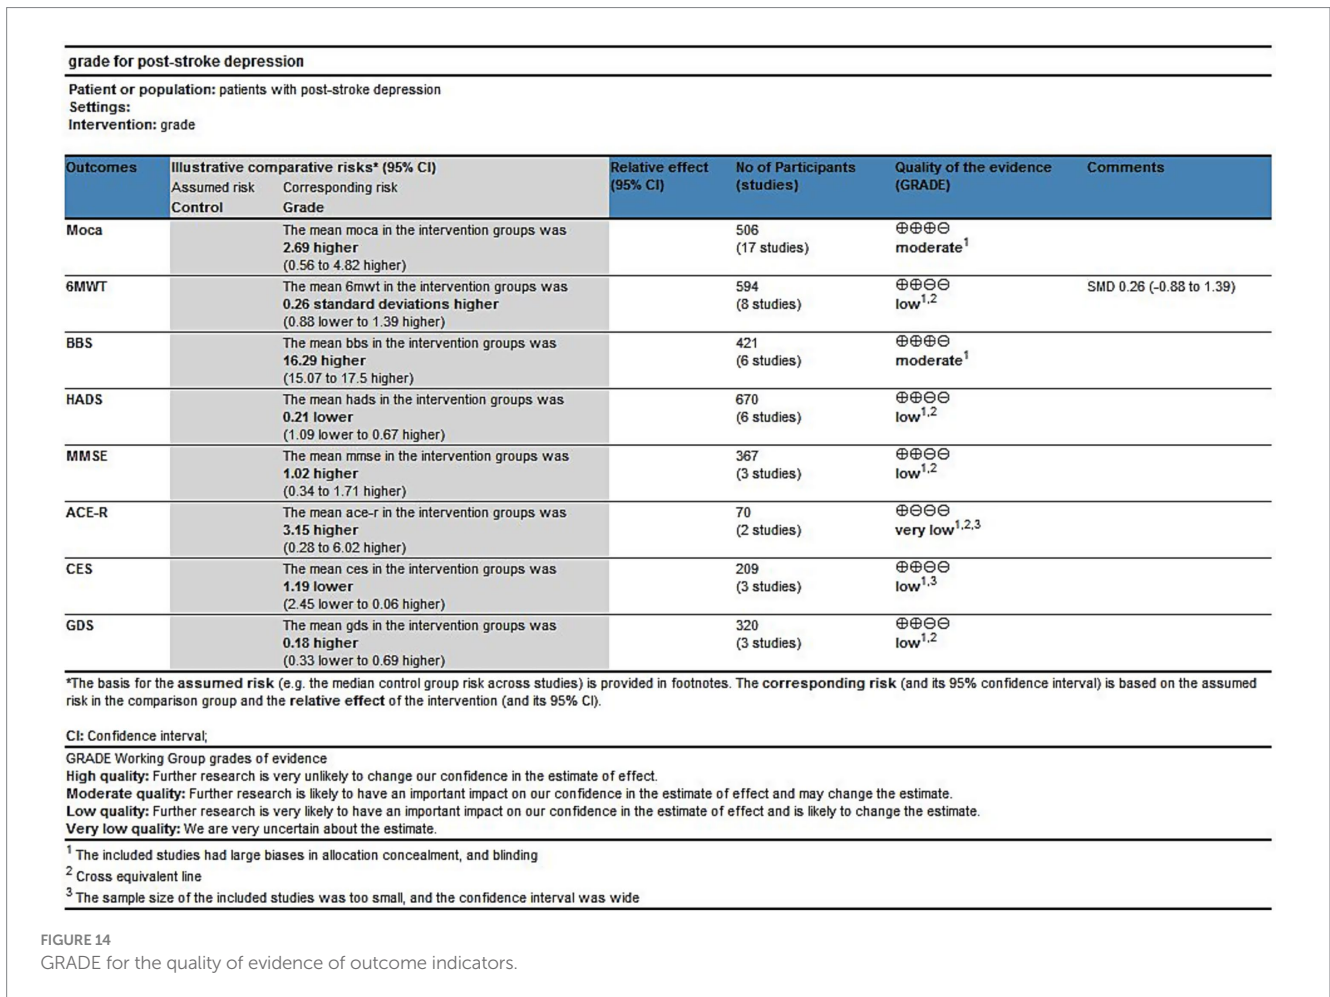 grade for post-stroke depression
Patient or population: patients with post-stroke depression
Settings:
Intervention: grade
Outcomes Illustrative comparative risks* (95% CI) Relative effect No of Participants Quality of the evidence Comments
Assumed risk Corresponding risk (95% CI) (studies) (GRADE)
Control Grade
Moca The mean moca in the intervention groups was 506 ⊕⊕⊕⊖
2.69 higher (17 studies) moderate1
(0.56 to 4.82 higher)
6MWT The mean 6mwt in the intervention groups was 594 ⊕⊕⊖⊖ SMD 0.26 (-0.88 to 1.39)
0.26 standard deviations higher (8 studies) low1,2
(0.88 lower to 1.39 higher)
BBS The mean bbs in the intervention groups was 421 ⊕⊕⊕⊖
16.29 higher (6 studies) moderate1
(15.07 to 17.5 higher)
HADS The mean hads in the intervention groups was 670 ⊕⊕⊖⊖
0.21 lower (6 studies) low1,2
(1.09 lower to 0.67 higher)
MMSE The mean mmse in the intervention groups was 367 ⊕⊕⊖⊖
1.02 higher (3 studies) low1,2
(0.34 to 1.71 higher)
ACE-R The mean ace-r in the intervention groups was 70 ⊕⊖⊖⊖
3.15 higher (2 studies) very low1,2,3
(0.28 to 6.02 higher)
CES The mean ces in the intervention groups was 209 ⊕⊕⊖⊖
1.19 lower (3 studies) low1,3
(2.45 lower to 0.06 higher)
GDS The mean gds in the intervention groups was 320 ⊕⊕⊖⊖
0.18 higher (3 studies) low1,2
(0.33 lower to 0.69 higher)
*The basis for the assumed risk (e.g. the median control group risk across studies) is provided in footnotes. The corresponding risk (and its 95% confidence interval) is based on the assumed
risk in the comparison group and the relative effect of the intervention (and its 95% CI).
CI: Confidence interval;
GRADE Working Group grades of evidence
High quality: Further research is very unlikely to change our confidence in the estimate of effect.
Moderate quality: Further research is likely to have an important impact on our confidence in the estimate of effect and may change the estimate.
Low quality: Further research is very likely to have an important impact on our confidence in the estimate of effect and is likely to change the estimate.
Very low quality: We are very uncertain about the estimate.
1 The included studies had large biases in allocation concealment, and blinding
2 Cross equivalent line
3 The sample size of the included studies was too small, and the confidence interval was wide
FIGURE 14
GRADE for the quality of evidence of outcome indicators.